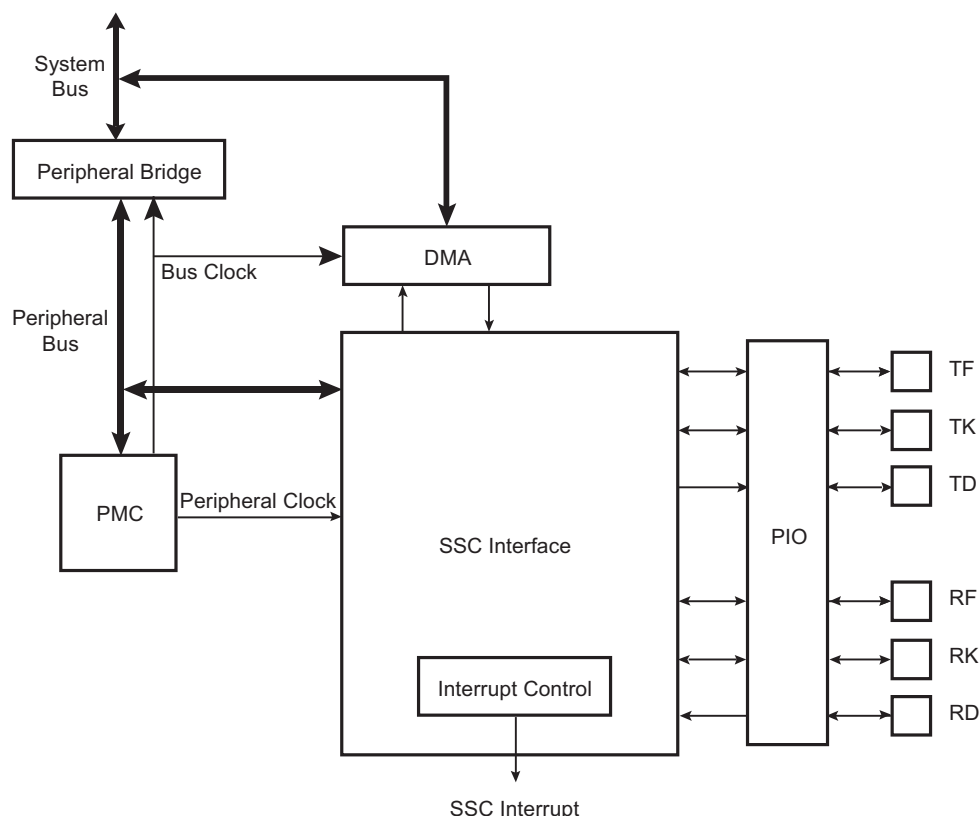 System
Bus
Peripheral Bridge
Bus Clock
DMA
Peripheral
Bus
PMC
Peripheral Clock
SSC Interface
PIO
TF
TK
TD
RF
RK
RD
Interrupt Control
SSC Interrupt